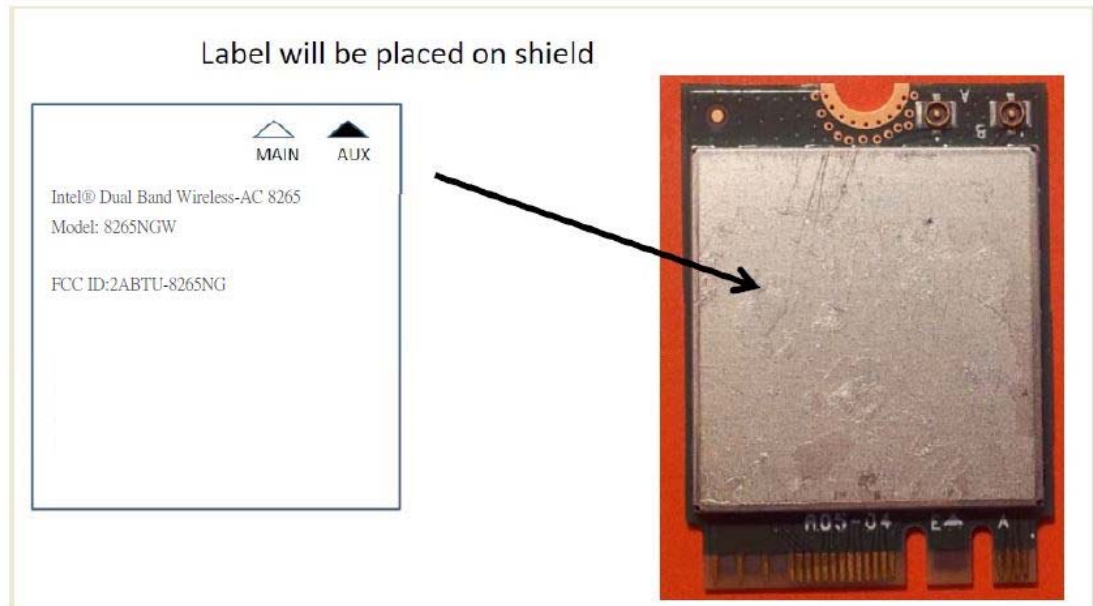 Label will be placed on shield
MAIN AUX
Intel® Dual Band Wireless-AC 8265
Model: 8265NGW
FCC ID:2ABTU-8265NG
A
B
E
A